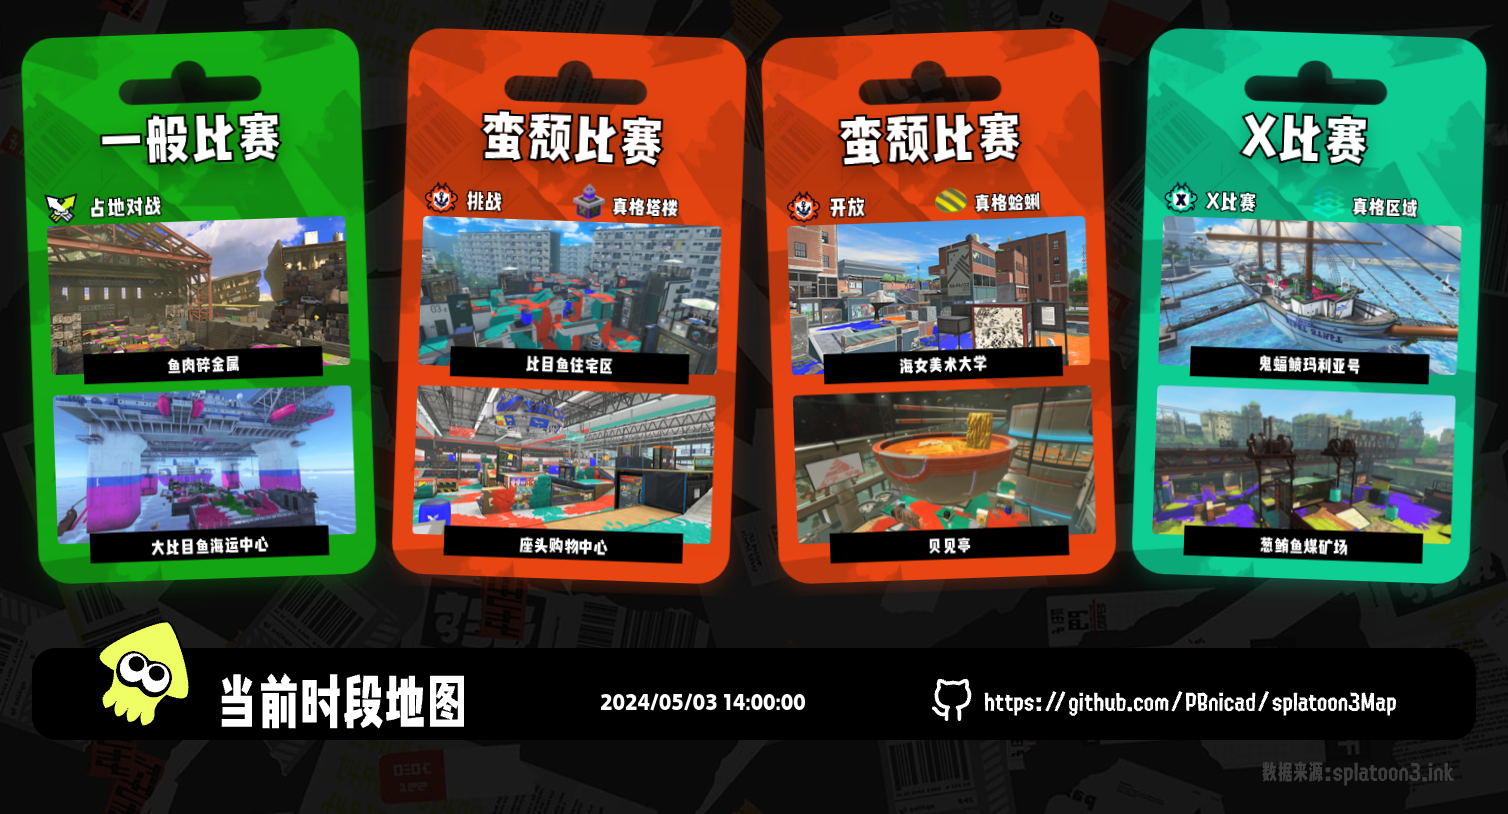 一般比赛
占地对战
鱼肉碎金属
大比目鱼海运中心
蛮颓比赛
挑战
真格塔楼
比目鱼住宅区
座头购物中心
蛮颓比赛
开放
真格蛤蜊
海女美术大学
贝见亭
X比赛
X比赛
真格区域
鬼蝠鲼玛利亚号
葱鲔鱼煤矿场
当前时段地图
2024/05/03 14:00:00
https://github.com/PBnicad/splatoon3Map
数据来源:splatoon3.ink